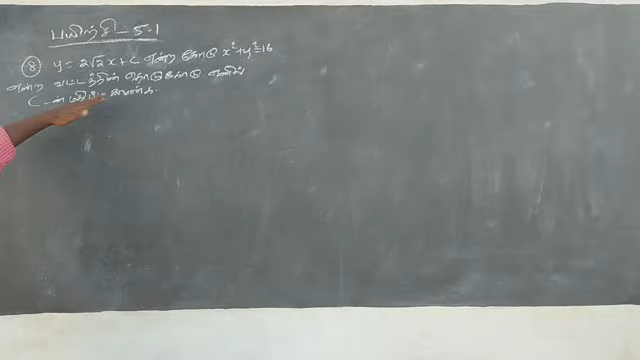 பயிற்சி - 5.1
⑧ y = 2√2 x + c என்ற கோடு x² + y² = 16
என்ற வட்டத்தின் தொடுகோடு எனில்
C-ன் மதிப்பு காண்க.